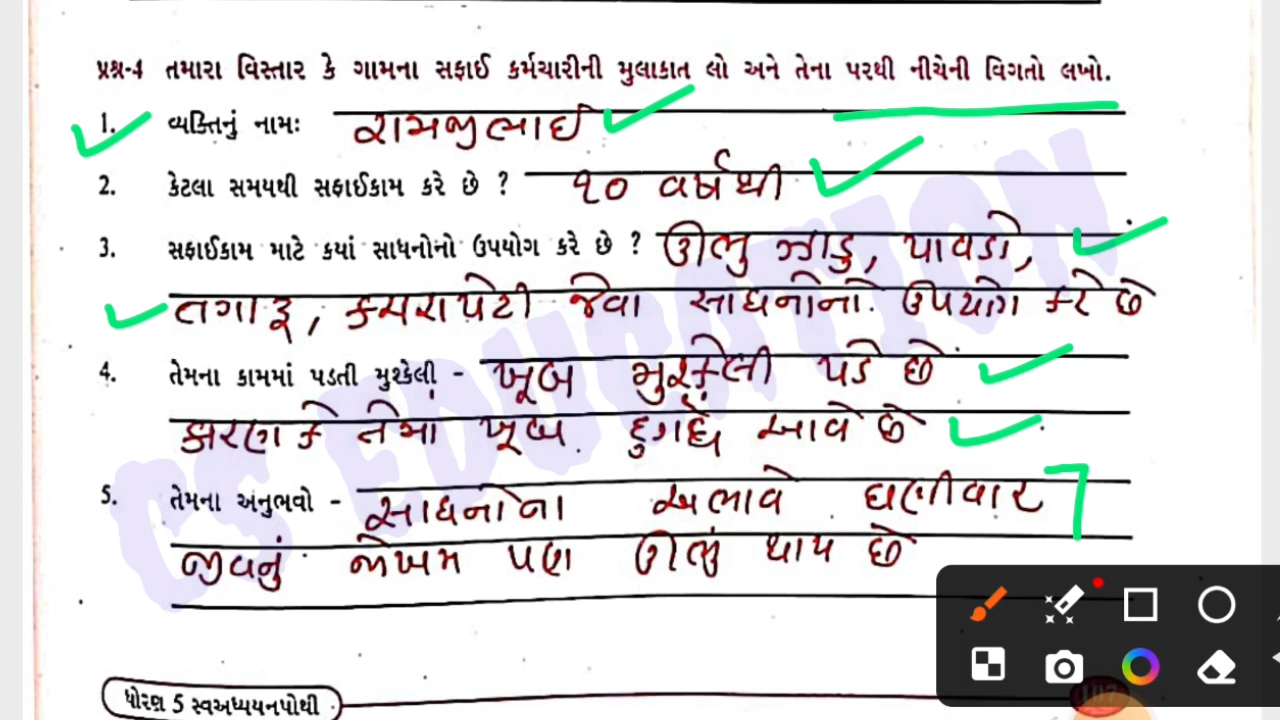 પ્રશ્ન-4 તમારા વિસ્તાર કે ગામના સફાઈ કર્મચારીની મુલાકાત લો અને તેના પરથી નીચેની વિગતો લખો.
1. વ્યક્તિનું નામઃ રામજીભાઈ
2. કેટલા સમયથી સફાઈકામ કરે છે ? ૧૦ વર્ષથી
3. સફાઈકામ માટે કયાં સાધનોનો ઉપયોગ કરે છે ? ઊભુ ઝાડુ, પાવડો,
તગારૂ, કચરાપેટી જેવા સાધનોનો ઉપયોગ કરે છે
4. તેમના કામમાં પડતી મુશ્કેલી - ખૂબ મુશ્કેલી પડે છે
કારણ કે તેમાં ખૂબ દુર્ગંધ આવે છે
5. તેમના અનુભવો - સાધનોના અભાવે ઘણીવાર
જીવનું જોખમ પણ ઊભું થાય છે
CS EDUCATION
ધોરણ 5 સ્વઅધ્યયનપોથી
107